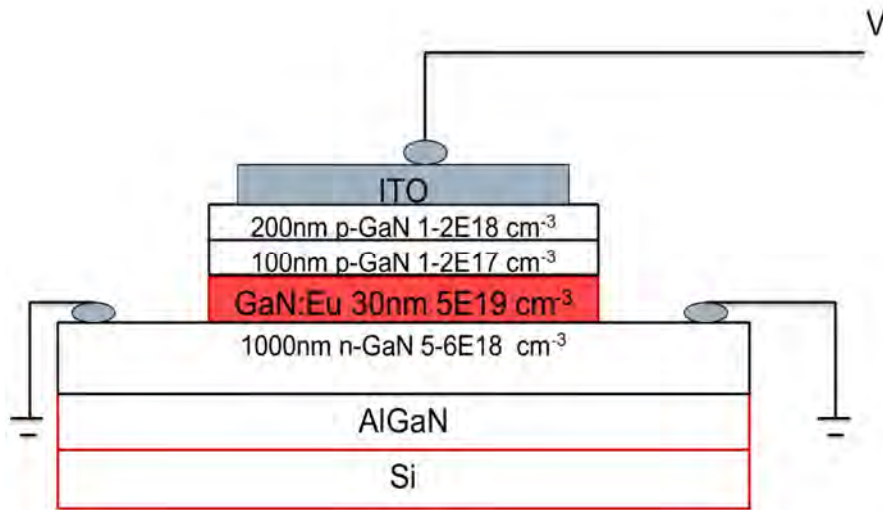 V
ITO
200nm p-GaN 1-2E18 cm⁻³
100nm p-GaN 1-2E17 cm⁻³
GaN:Eu 30nm 5E19 cm⁻³
1000nm n-GaN 5-6E18 cm⁻³
AlGaN
Si